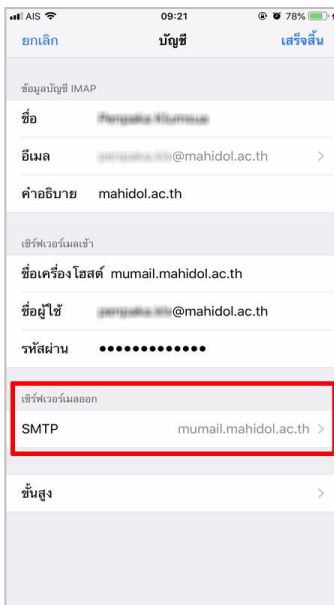 AIS 09:21 78%
ยกเลิก บัญชี เสร็จสิ้น
ข้อมูลบัญชี IMAP
ชื่อ
อีเมล @mahidol.ac.th
คำอธิบาย mahidol.ac.th
เซิร์ฟเวอร์เมลเข้า
ชื่อเครื่องโฮสต์ mumail.mahidol.ac.th
ชื่อผู้ใช้ @mahidol.ac.th
รหัสผ่าน ●●●●●●●●●●●●●
เซิร์ฟเวอร์เมลออก
SMTP mumail.mahidol.ac.th
ขั้นสูง